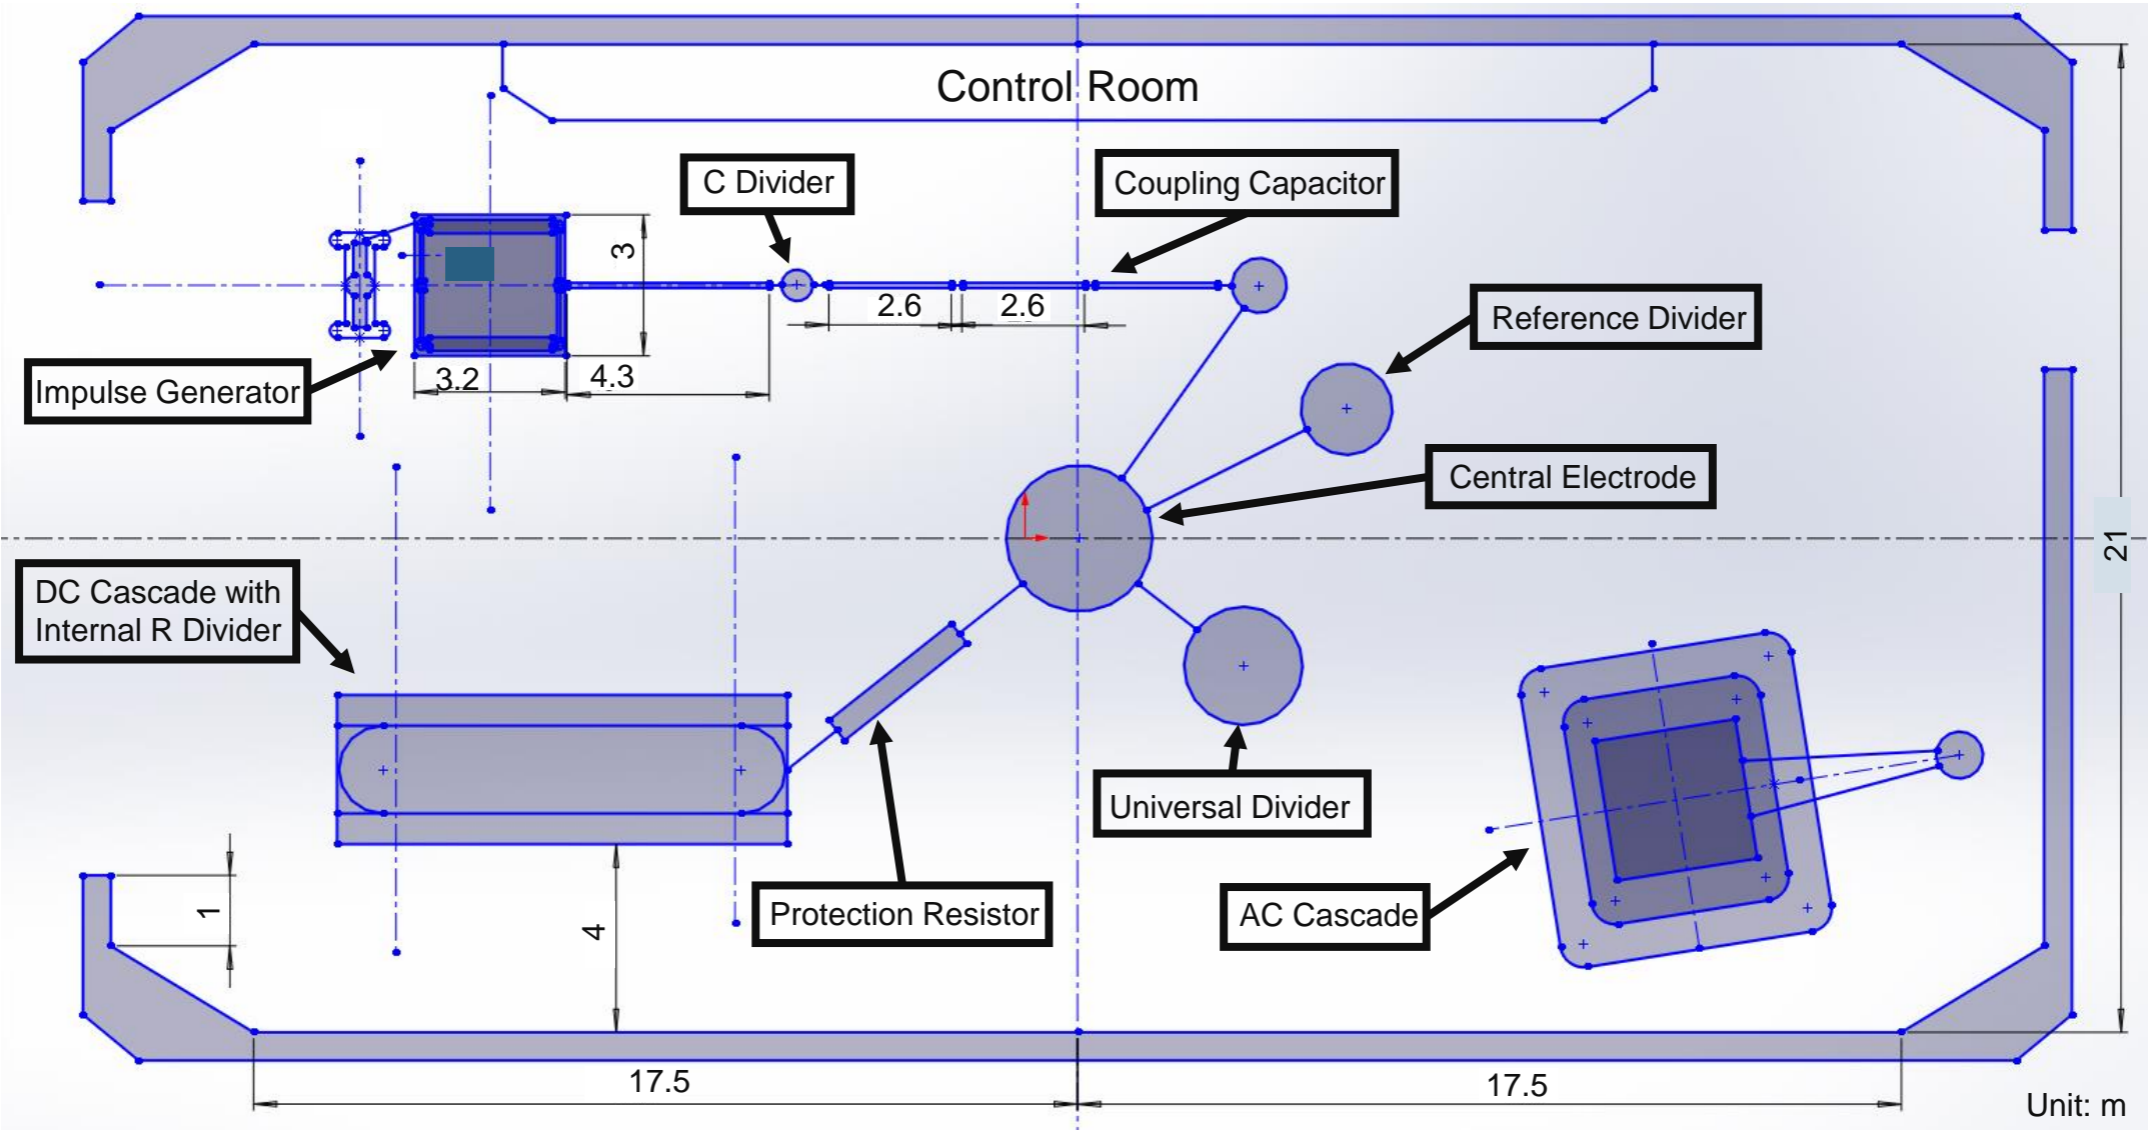 Control Room
C Divider
Coupling Capacitor
3
2.6
2.6
Reference Divider
Impulse Generator
3.2
4.3
Central Electrode
21
DC Cascade with
Internal R Divider
Universal Divider
1
4
Protection Resistor
AC Cascade
17.5
17.5
Unit: m